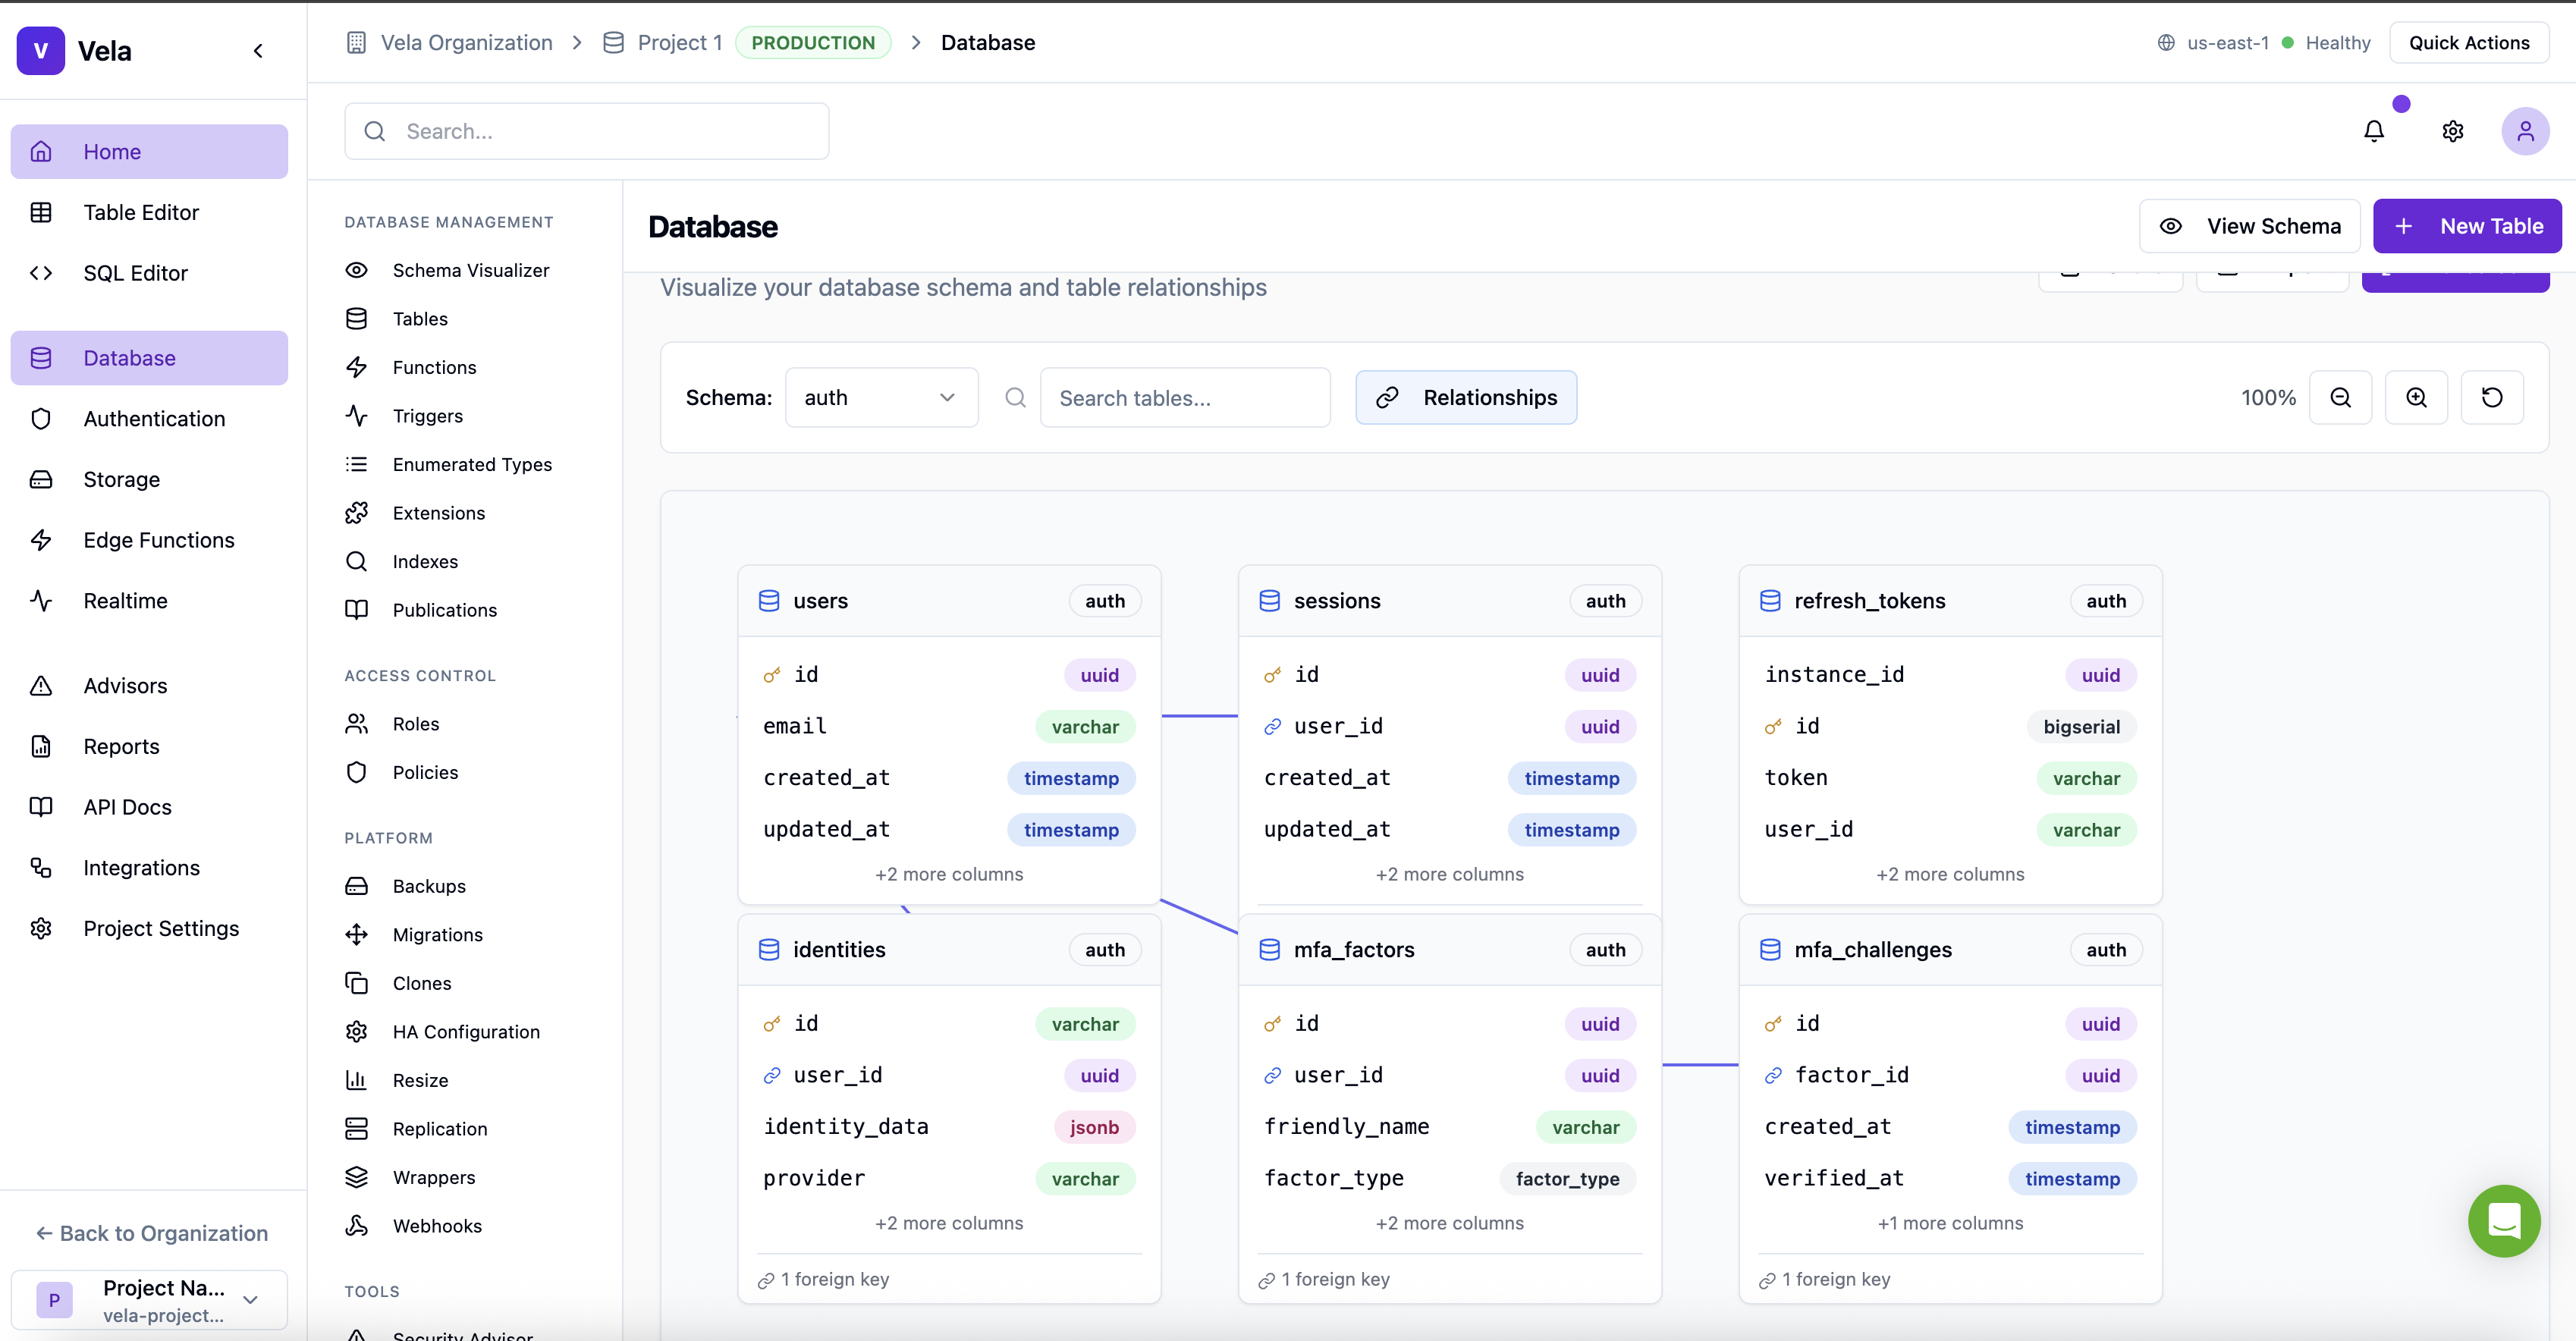 V Vela
Vela Organization > Project 1 PRODUCTION > Database
us-east-1 Healthy Quick Actions
Search...
Home
Table Editor
SQL Editor
Database
Authentication
Storage
Edge Functions
Realtime
Advisors
Reports
API Docs
Integrations
Project Settings
← Back to Organization
P Project Na...
vela-project...
DATABASE MANAGEMENT
Schema Visualizer
Tables
Functions
Triggers
Enumerated Types
Extensions
Indexes
Publications
ACCESS CONTROL
Roles
Policies
PLATFORM
Backups
Migrations
Clones
HA Configuration
Resize
Replication
Wrappers
Webhooks
TOOLS
Security Advisor
Database
View Schema
+ New Table
Visualize your database schema and table relationships
Schema: auth
Search tables...
Relationships
100%
users auth
id uuid
email varchar
created_at timestamp
updated_at timestamp
+2 more columns
sessions auth
id uuid
user_id uuid
created_at timestamp
updated_at timestamp
+2 more columns
refresh_tokens auth
instance_id uuid
id bigserial
token varchar
user_id varchar
+2 more columns
identities auth
id varchar
user_id uuid
identity_data jsonb
provider varchar
+2 more columns
1 foreign key
mfa_factors auth
id uuid
user_id uuid
friendly_name varchar
factor_type factor_type
+2 more columns
1 foreign key
mfa_challenges auth
id uuid
factor_id uuid
created_at timestamp
verified_at timestamp
+1 more columns
1 foreign key